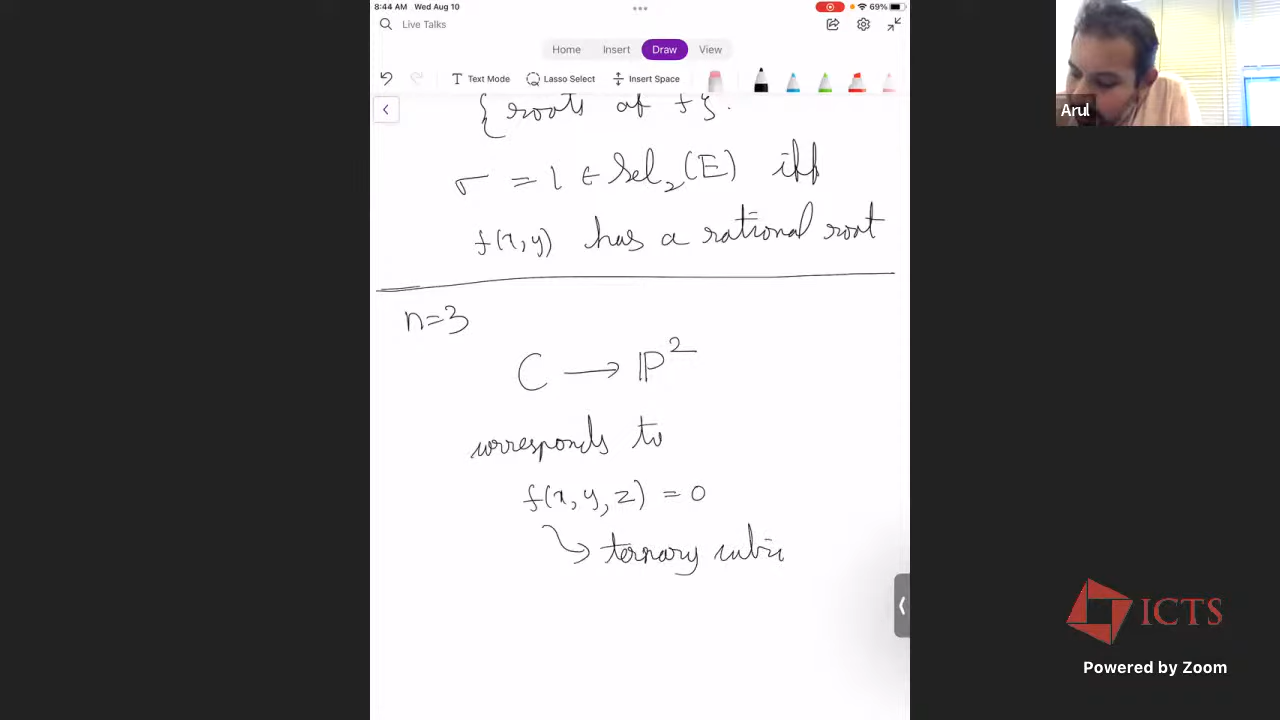 8:44 AM Wed Aug 10
69%
Live Talks
Home Insert Draw View
Text Mode Lasso Select Insert Space
{roots of f}.
σ = 1 ∈ Sel₂(E) iff
f(x,y) has a rational root
n=3
C → ℙ²
corresponds to
f(x, y, z) = 0
↳ ternary cubic
Arul
ICTS
Powered by Zoom